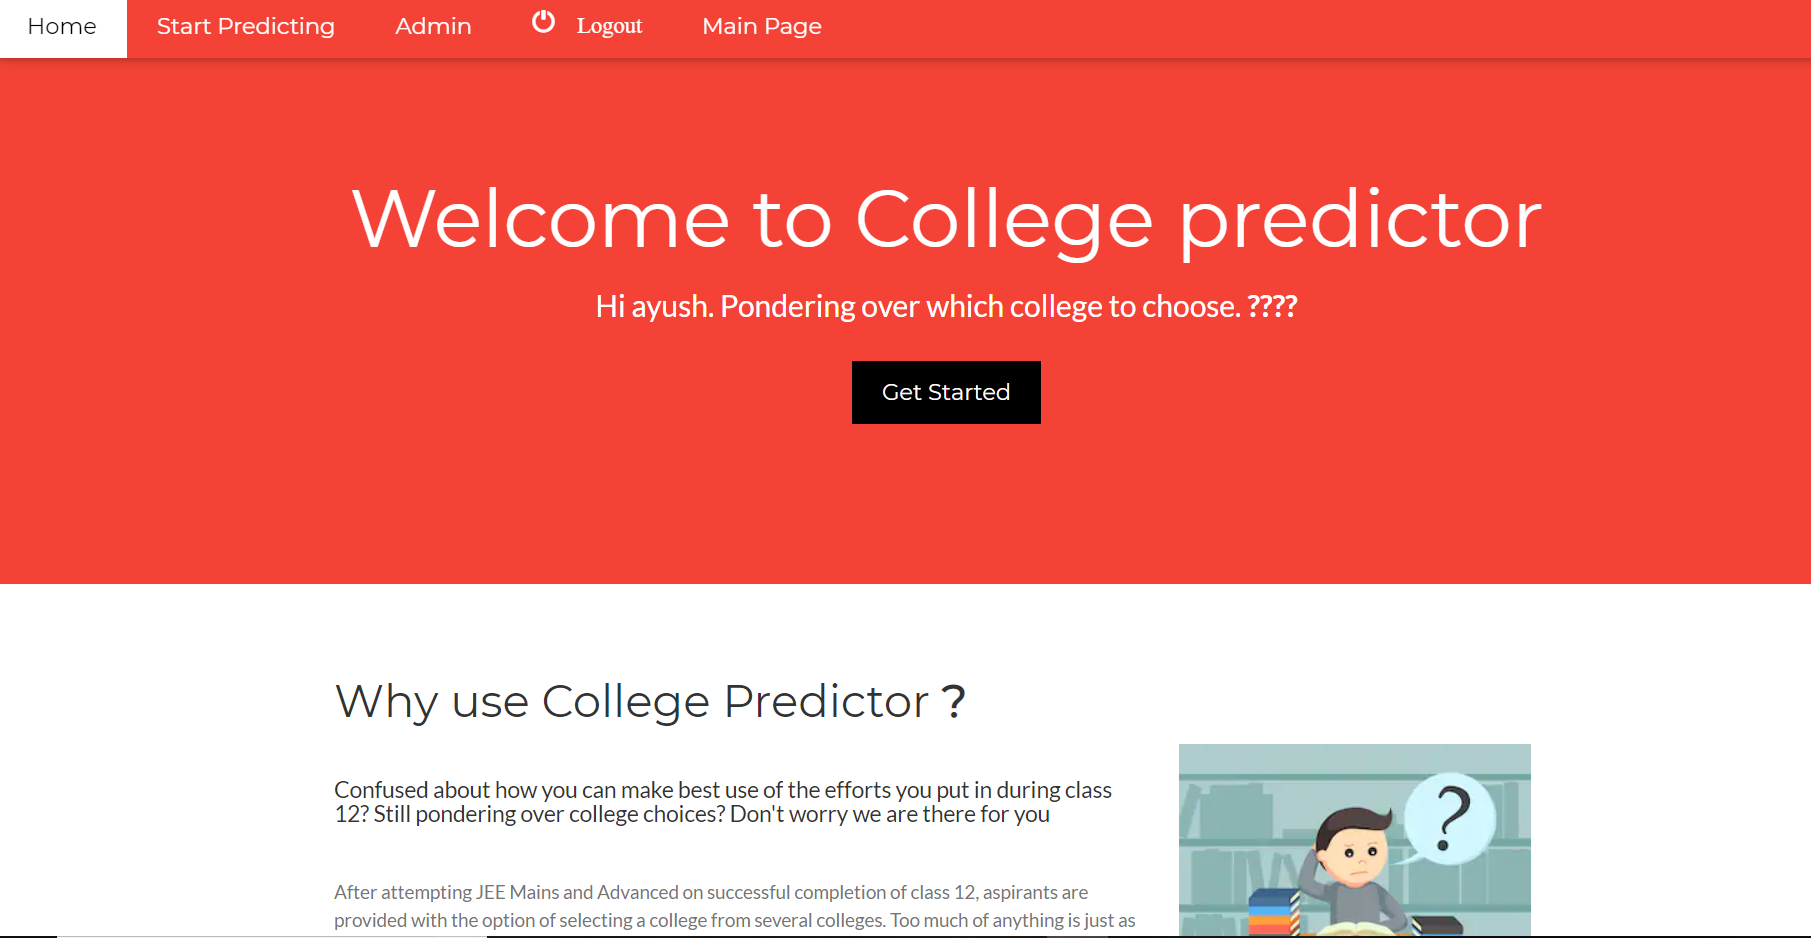 Home Start Predicting Admin Logout Main Page
Welcome to College predictor
Hi ayush. Pondering over which college to choose. ????
Get Started
Why use College Predictor ?
Confused about how you can make best use of the efforts you put in during class
12? Still pondering over college choices? Don't worry we are there for you
?
After attempting JEE Mains and Advanced on successful completion of class 12, aspirants are
provided with the option of selecting a college from several colleges. Too much of anything is just as